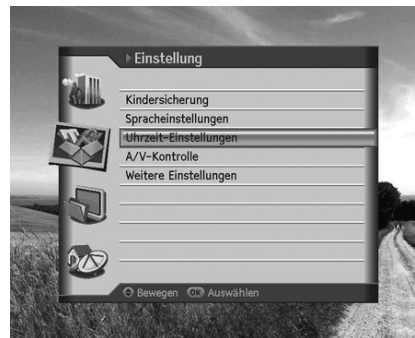 Einstellung
Kindersicherung
Spracheinstellungen
Uhrzeit-Einstellungen
A/V-Kontrolle
Weitere Einstellungen
Bewegen OK Auswählen